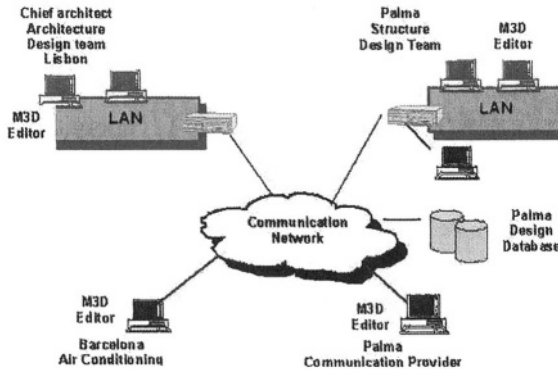 Chief architect
Architecture
Design team
Lisbon
M3D
Editor
LAN
Palma
Structure
Design Team
M3D
Editor
LAN
Communication
Network
Palma
Design
Database
M3D
Editor
Barcelona
Air Conditioning
M3D
Editor
Palma
Communication Provider